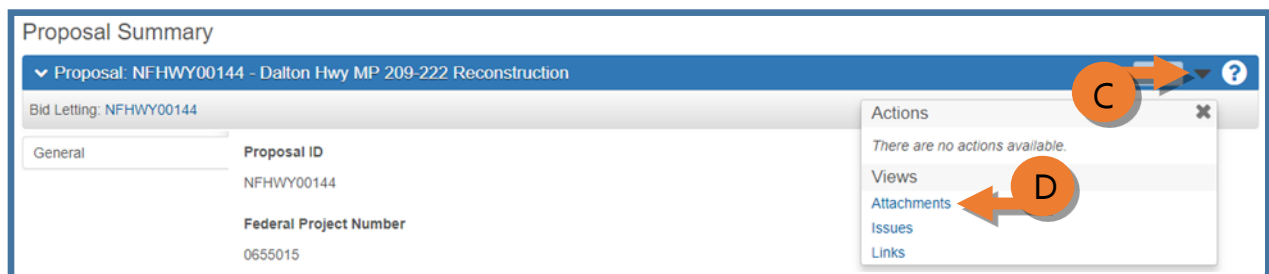 Proposal Summary
Proposal: NFHWY00144 - Dalton Hwy MP 209-222 Reconstruction
?
C
Bid Letting: NFHWY00144
Actions
General
Proposal ID
There are no actions available.
NFHWY00144
Views
D
Attachments
Federal Project Number
Issues
0655015
Links